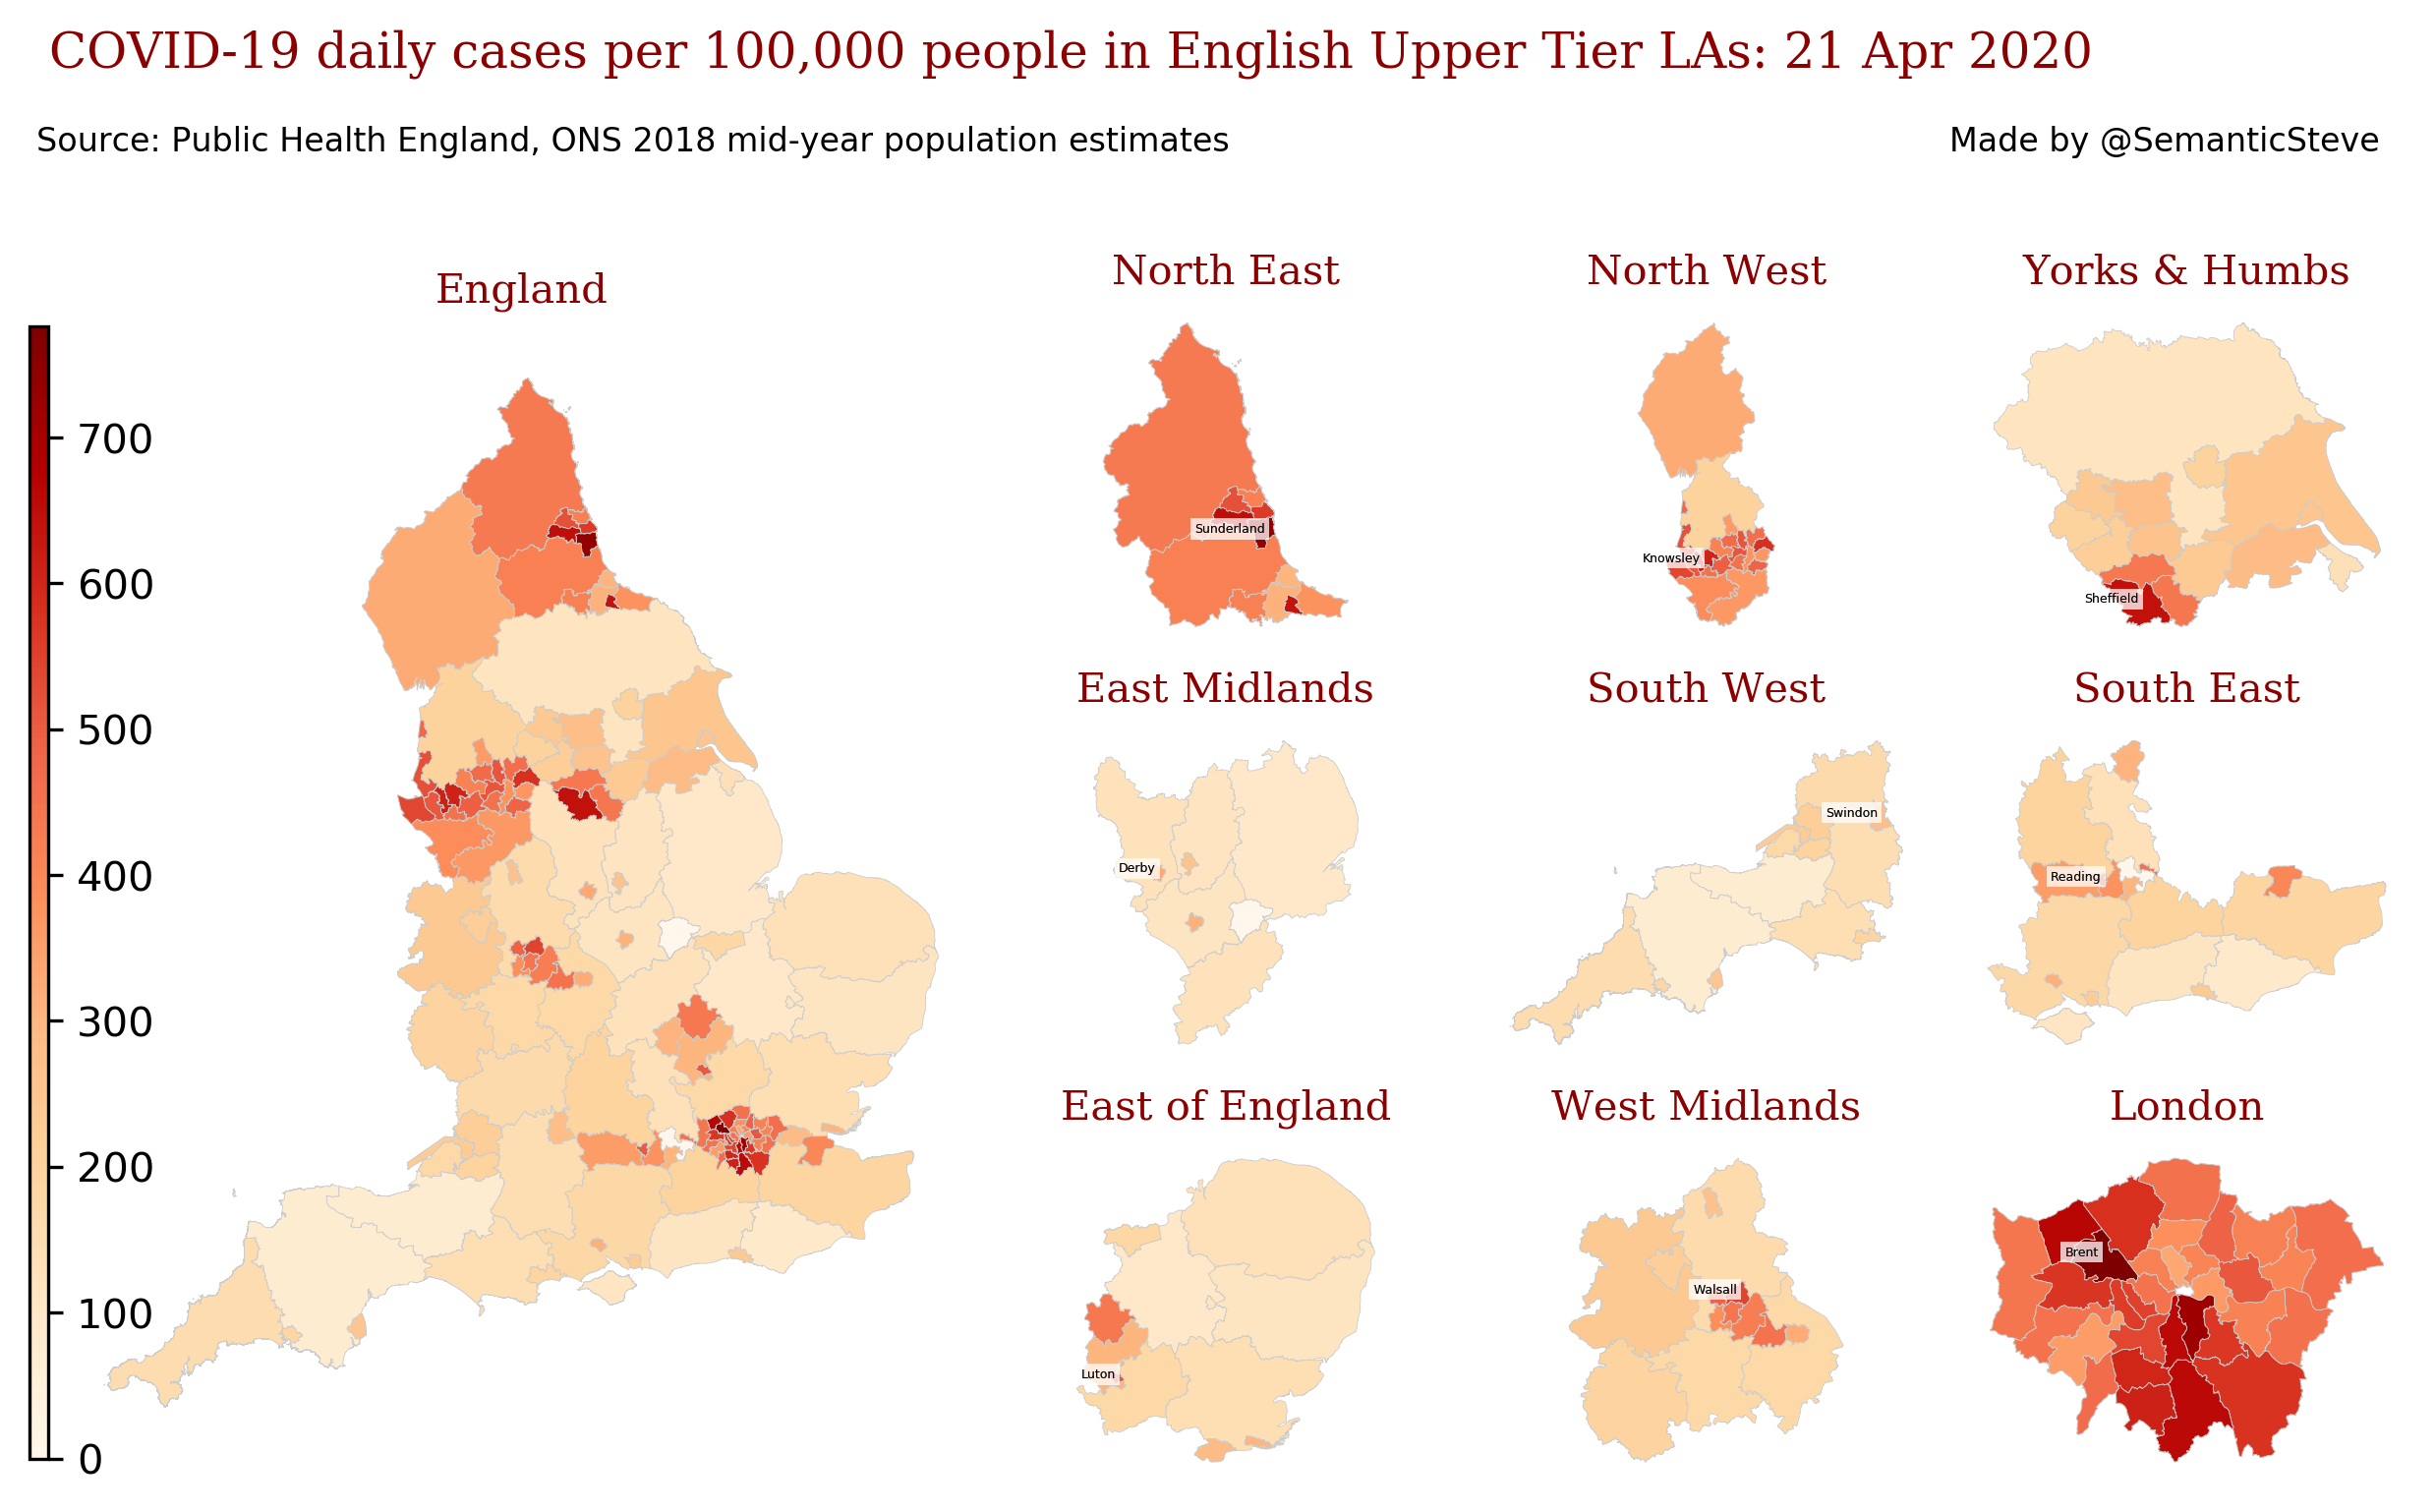 COVID-19 daily cases per 100,000 people in English Upper Tier LAs: 21 Apr 2020
Source: Public Health England, ONS 2018 mid-year population estimates
Made by @SemanticSteve
England
700
600
500
400
300
200
100
0
North East
Sunderland
North West
Knowsley
Yorks & Humbs
Sheffield
East Midlands
Derby
South West
Swindon
South East
Reading
East of England
Luton
West Midlands
Walsall
London
Brent